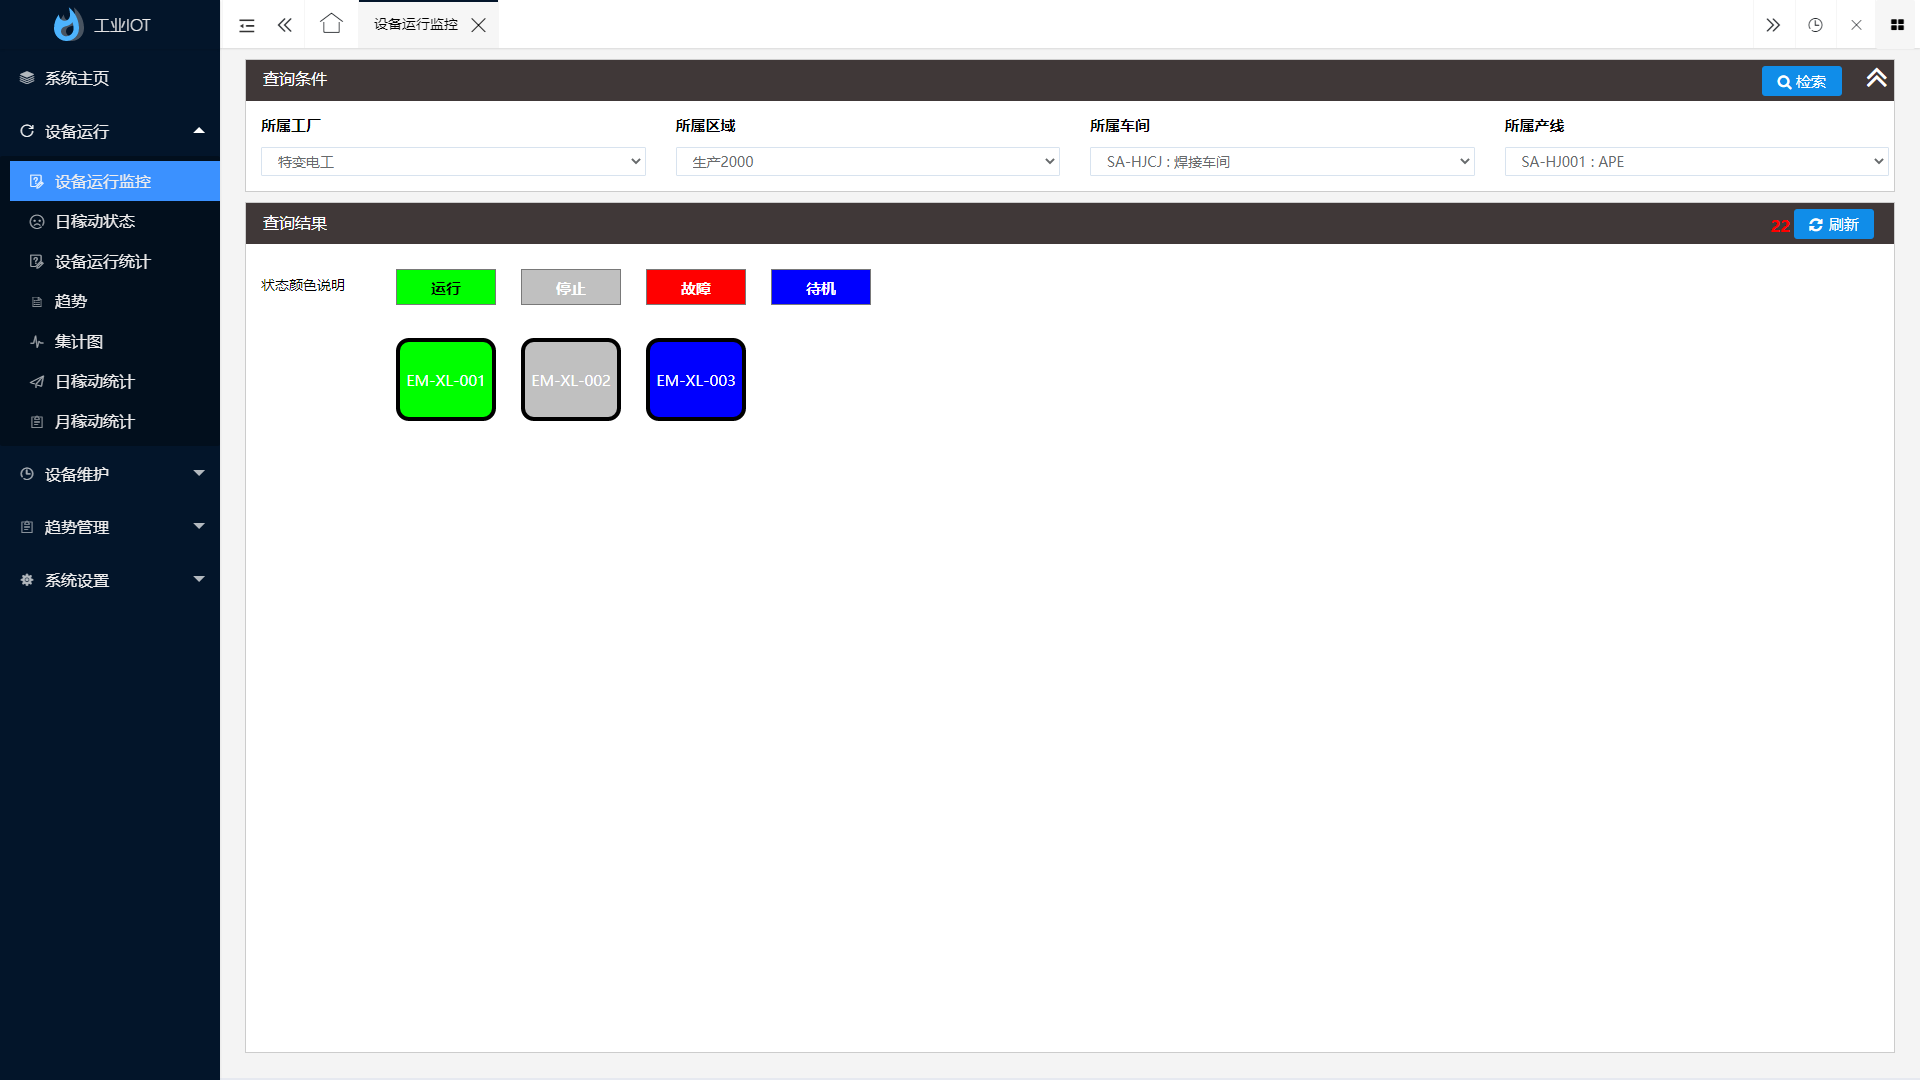 工业IOT
系统主页
设备运行
设备运行监控
日稼动状态
设备运行统计
趋势
集计图
日稼动统计
月稼动统计
设备维护
趋势管理
系统设置
设备运行监控
查询条件
检索
所属工厂
所属区域
所属车间
所属产线
特变电工
生产2000
SA-HJCJ : 焊接车间
SA-HJ001 : APE
查询结果
22
刷新
状态颜色说明
运行
停止
故障
待机
EM-XL-001
EM-XL-002
EM-XL-003